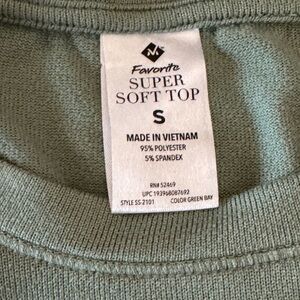 Favorite
SUPER
SOFT TOP
S
MADE IN VIETNAM
95% POLYESTER
5% SPANDEX
RN# 52469
UPC 193968087692
STYLE SS-2101 COLOR GREEN BAY